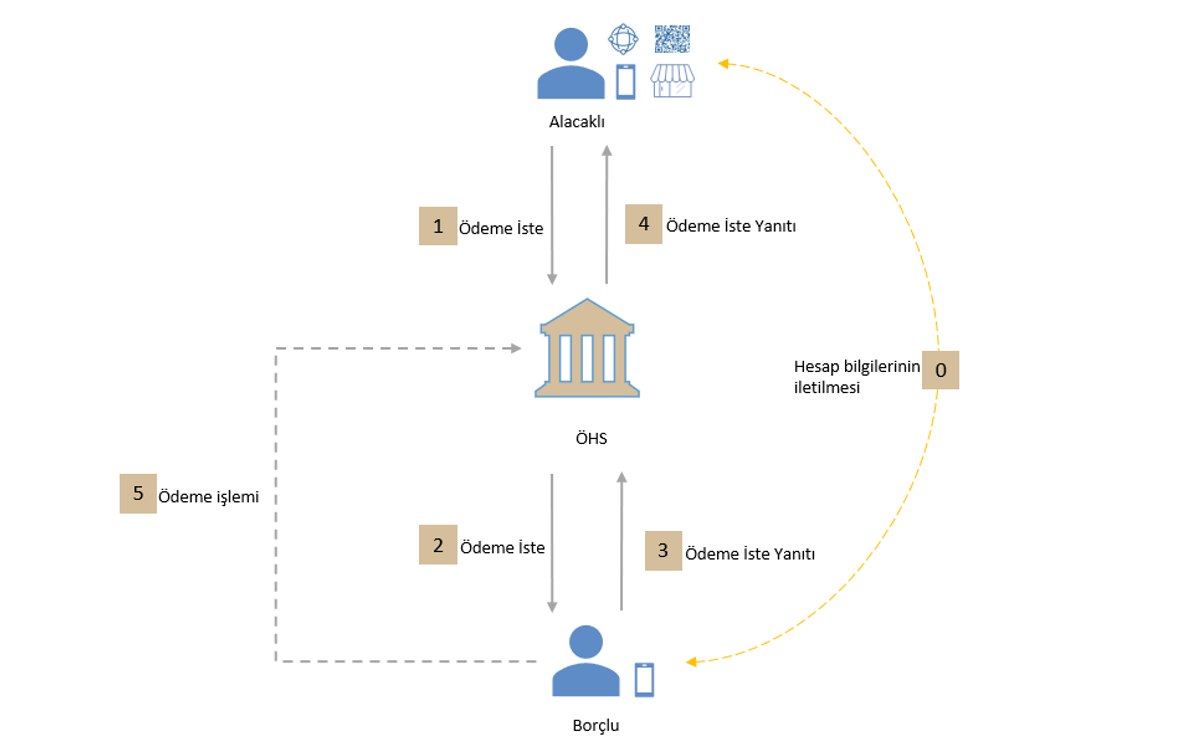 Alacaklı
1 Ödeme İste
4 Ödeme İste Yanıtı
Hesap bilgilerinin
iletilmesi
0
ÖHS
5 Ödeme işlemi
2 Ödeme İste
3 Ödeme İste Yanıtı
Borçlu